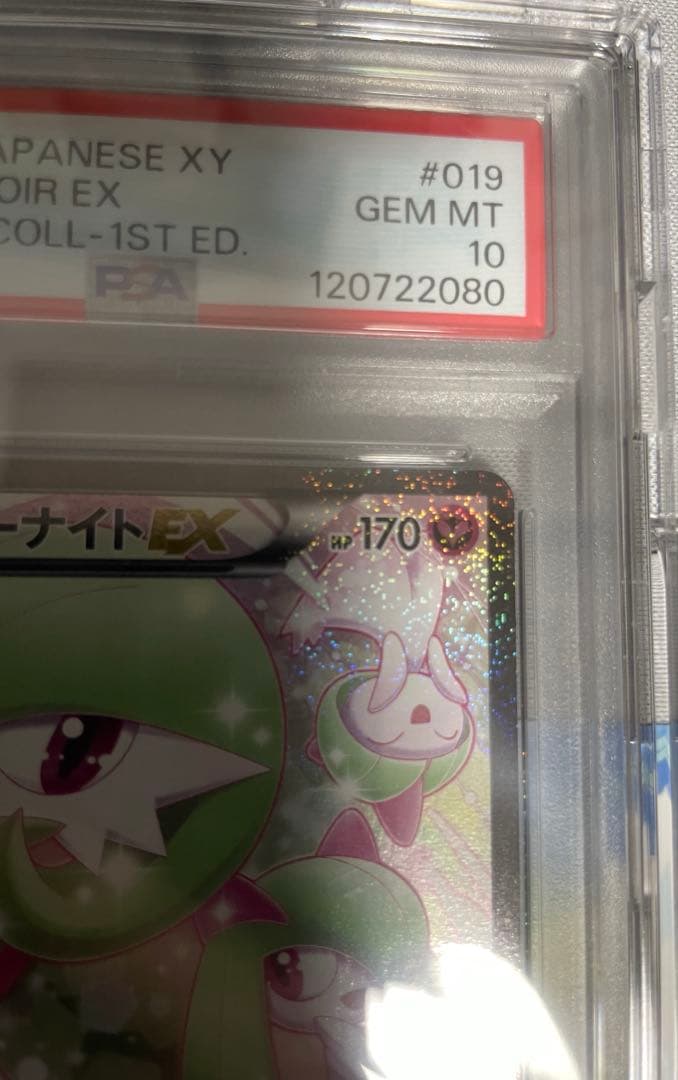 APANESE XY
#019
OIR EX
GEM MT
COLL-1ST ED.
10
PSA
120722080
ーナイトEX
HP170